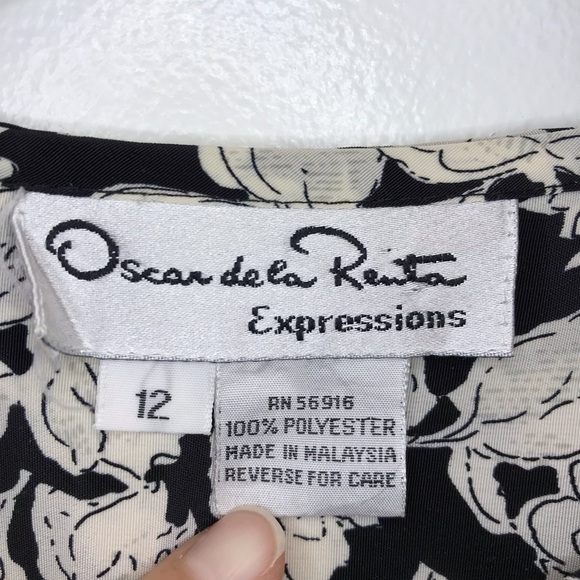 Oscar de la Renta
Expressions
12
RN 56916
100% POLYESTER
MADE IN MALAYSIA
REVERSE FOR CARE